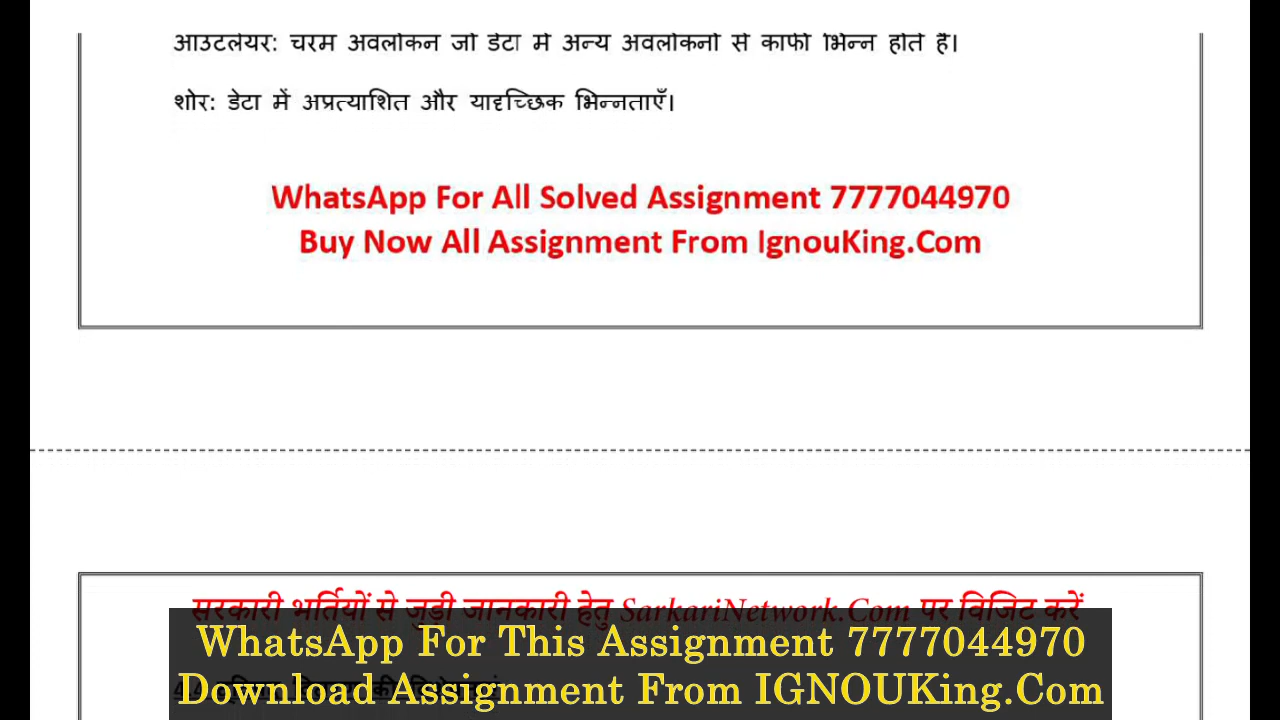 आउटलेयर: चरम अवलोकन जो डेटा में अन्य अवलोकनों से काफी भिन्न होते हैं।
शोर: डेटा में अप्रत्याशित और यादृच्छिक भिन्नताएँ।
WhatsApp For All Solved Assignment 7777044970
Buy Now All Assignment From IgnouKing.Com
सरकारी भर्तियों से जुड़ी जानकारी हेतु SarkariNetwork.Com पर विजिट करें
WhatsApp For This Assignment 7777044970
Download Assignment From IGNOUKing.Com